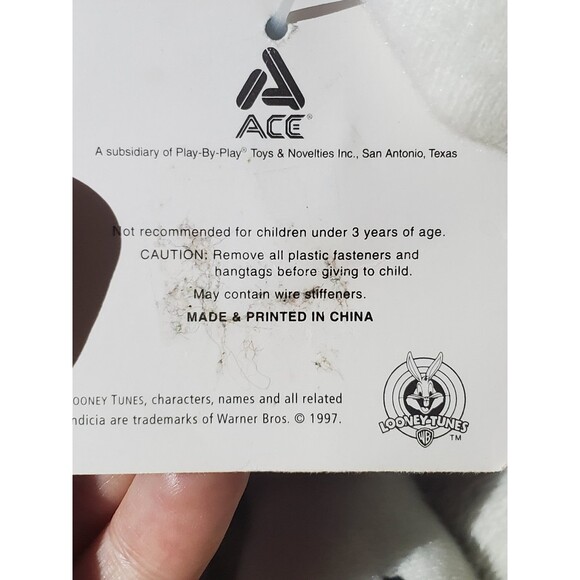 ACE®
A subsidiary of Play-By-Play® Toys & Novelties Inc., San Antonio, Texas
Not recommended for children under 3 years of age.
CAUTION: Remove all plastic fasteners and
hangtags before giving to child.
May contain wire stiffeners.
MADE & PRINTED IN CHINA
OONEY TUNES, characters, names and all related
ndicia are trademarks of Warner Bros. © 1997.
LOONEY TUNES
WB
TM